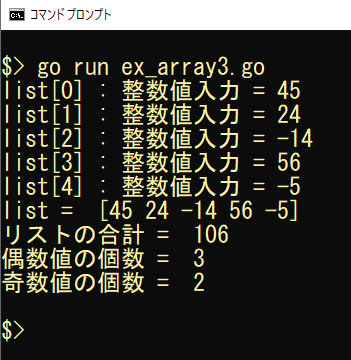 コマンドプロンプト
$> go run ex_array3.go
list[0] : 整数値入力 = 45
list[1] : 整数値入力 = 24
list[2] : 整数値入力 = -14
list[3] : 整数値入力 = 56
list[4] : 整数値入力 = -5
list =  [45 24 -14 56 -5]
リストの合計 =  106
偶数値の個数 =  3
奇数値の個数 =  2
$>